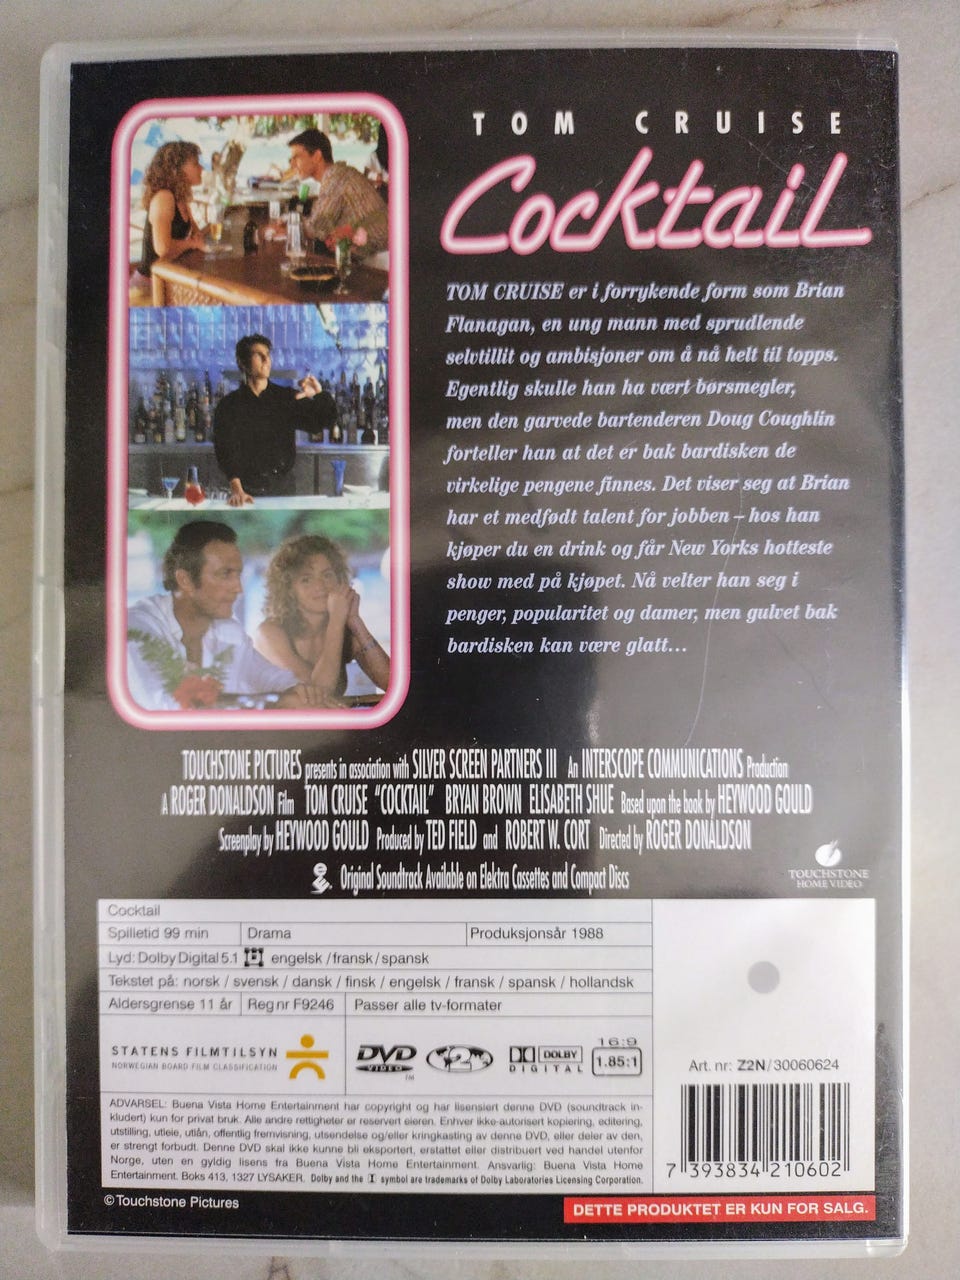 TOM CRUISE
Cocktail
TOM CRUISE er i forrykende form som Brian
Flanagan, en ung mann med sprudlende
selvtillit og ambisjoner om å nå helt til topps.
Egentlig skulle han ha vært børsmegler,
men den garvede bartenderen Doug Coughlin
forteller han at det er bak bardisken de
virkelige pengene finnes. Det viser seg at Brian
har et medfødt talent for jobben – hos han
kjøper du en drink og får New Yorks hotteste
show med på kjøpet. Nå velter han seg i
penger, popularitet og damer, men gulvet bak
bardisken kan være glatt...
TOUCHSTONE PICTURES presents in association with SILVER SCREEN PARTNERS III An INTERSCOPE COMMUNICATIONS Production
A ROGER DONALDSON Film TOM CRUISE "COCKTAIL" BRYAN BROWN ELISABETH SHUE Based upon the book by HEYWOOD GOULD
Screenplay by HEYWOOD GOULD Produced by TED FIELD and ROBERT W. CORT Directed by ROGER DONALDSON
Original Soundtrack Available on Elektra Cassettes and Compact Discs
TOUCHSTONE
HOME VIDEO
Cocktail
Spilletid 99 min Drama Produksjonsår 1988
Lyd: Dolby Digital 5.1 engelsk / fransk / spansk
Tekstet på: norsk / svensk / dansk / finsk / engelsk / fransk / spansk / hollandsk
Aldersgrense 11 år Reg nr F9246 Passer alle tv-formater
STATENS FILMTILSYN
NORWEGIAN BOARD FILM CLASSIFICATION
DVD
VIDEO
TM
2
DOLBY
DIGITAL
16:9
1.85:1
Art. nr: Z2N/30060624
7 393834 210602
ADVARSEL: Buena Vista Home Entertainment har copyright og har lisensiert denne DVD (soundtrack in-
kludert) kun for privat bruk. Alle andre rettigheter er reservert eieren. Enhver ikke-autorisert kopiering, editering,
utstilling, utleie, utlån, offentlig fremvisning, utsendelse og/eller kringkasting av denne DVD, eller deler av den,
er strengt forbudt. Denne DVD skal ikke kunne bli eksportert, erstattet eller distribuert ved handel utenfor
Norge, uten en gyldig lisens fra Buena Vista Home Entertainment. Ansvarlig: Buena Vista Home
Entertainment. Boks 413, 1327 LYSAKER. Dolby and the symbol are trademarks of Dolby Laboratories Licensing Corporation.
© Touchstone Pictures
DETTE PRODUKTET ER KUN FOR SALG.